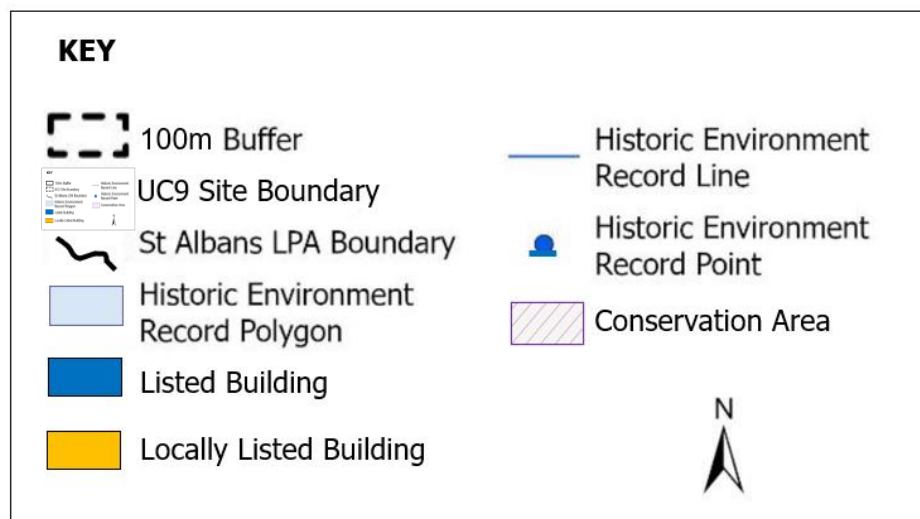 KEY
100m Buffer
UC9 Site Boundary
St Albans LPA Boundary
Historic Environment
Record Polygon
Listed Building
Locally Listed Building
Historic Environment
Record Line
Historic Environment
Record Point
Conservation Area
N